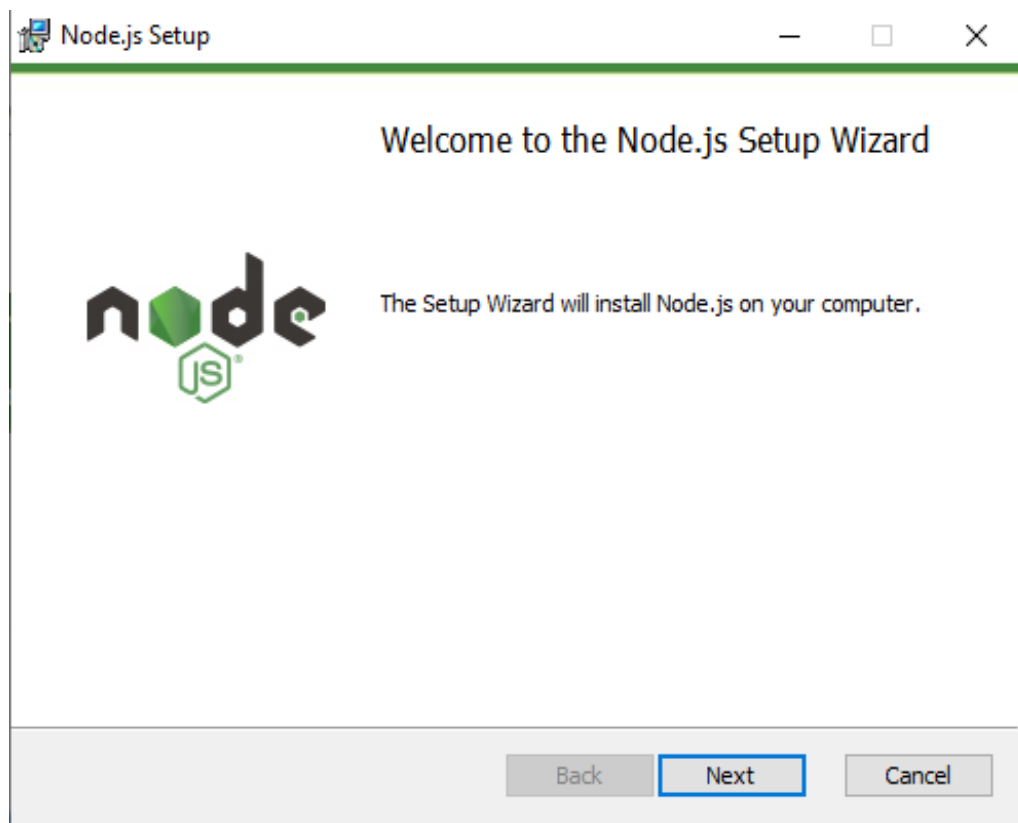 Node.js Setup
Welcome to the Node.js Setup Wizard
node
JS®
The Setup Wizard will install Node.js on your computer.
Back Next Cancel